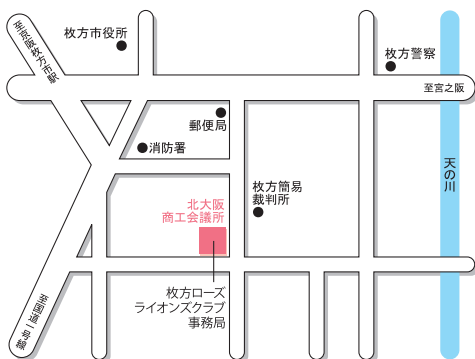 至京阪枚方市駅
枚方市役所
枚方警察
至宮之阪
郵便局
消防署
天の川
枚方簡易
裁判所
北大阪
商工会議所
枚方ローズ
ライオンズクラブ
事務局
至国道一号線